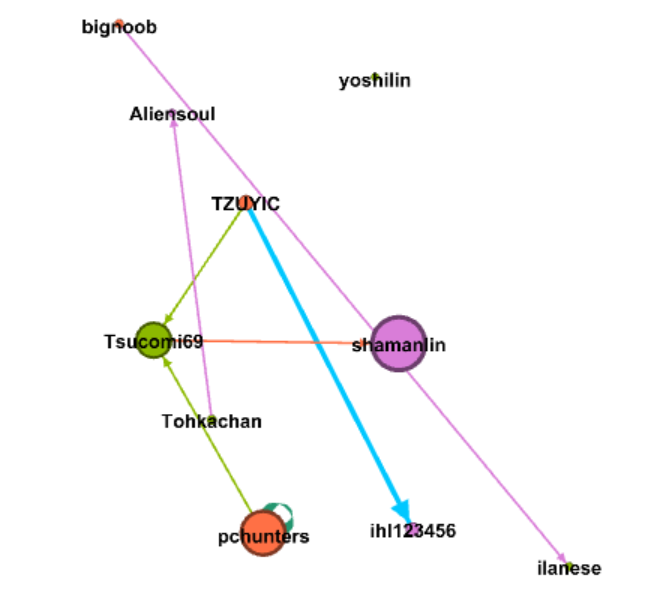 bignoob
yoshilin
Aliensoul
TZUYIC
Tsucomi69
shamanlin
Tohkachan
ihl123456
pchunters
ilanese